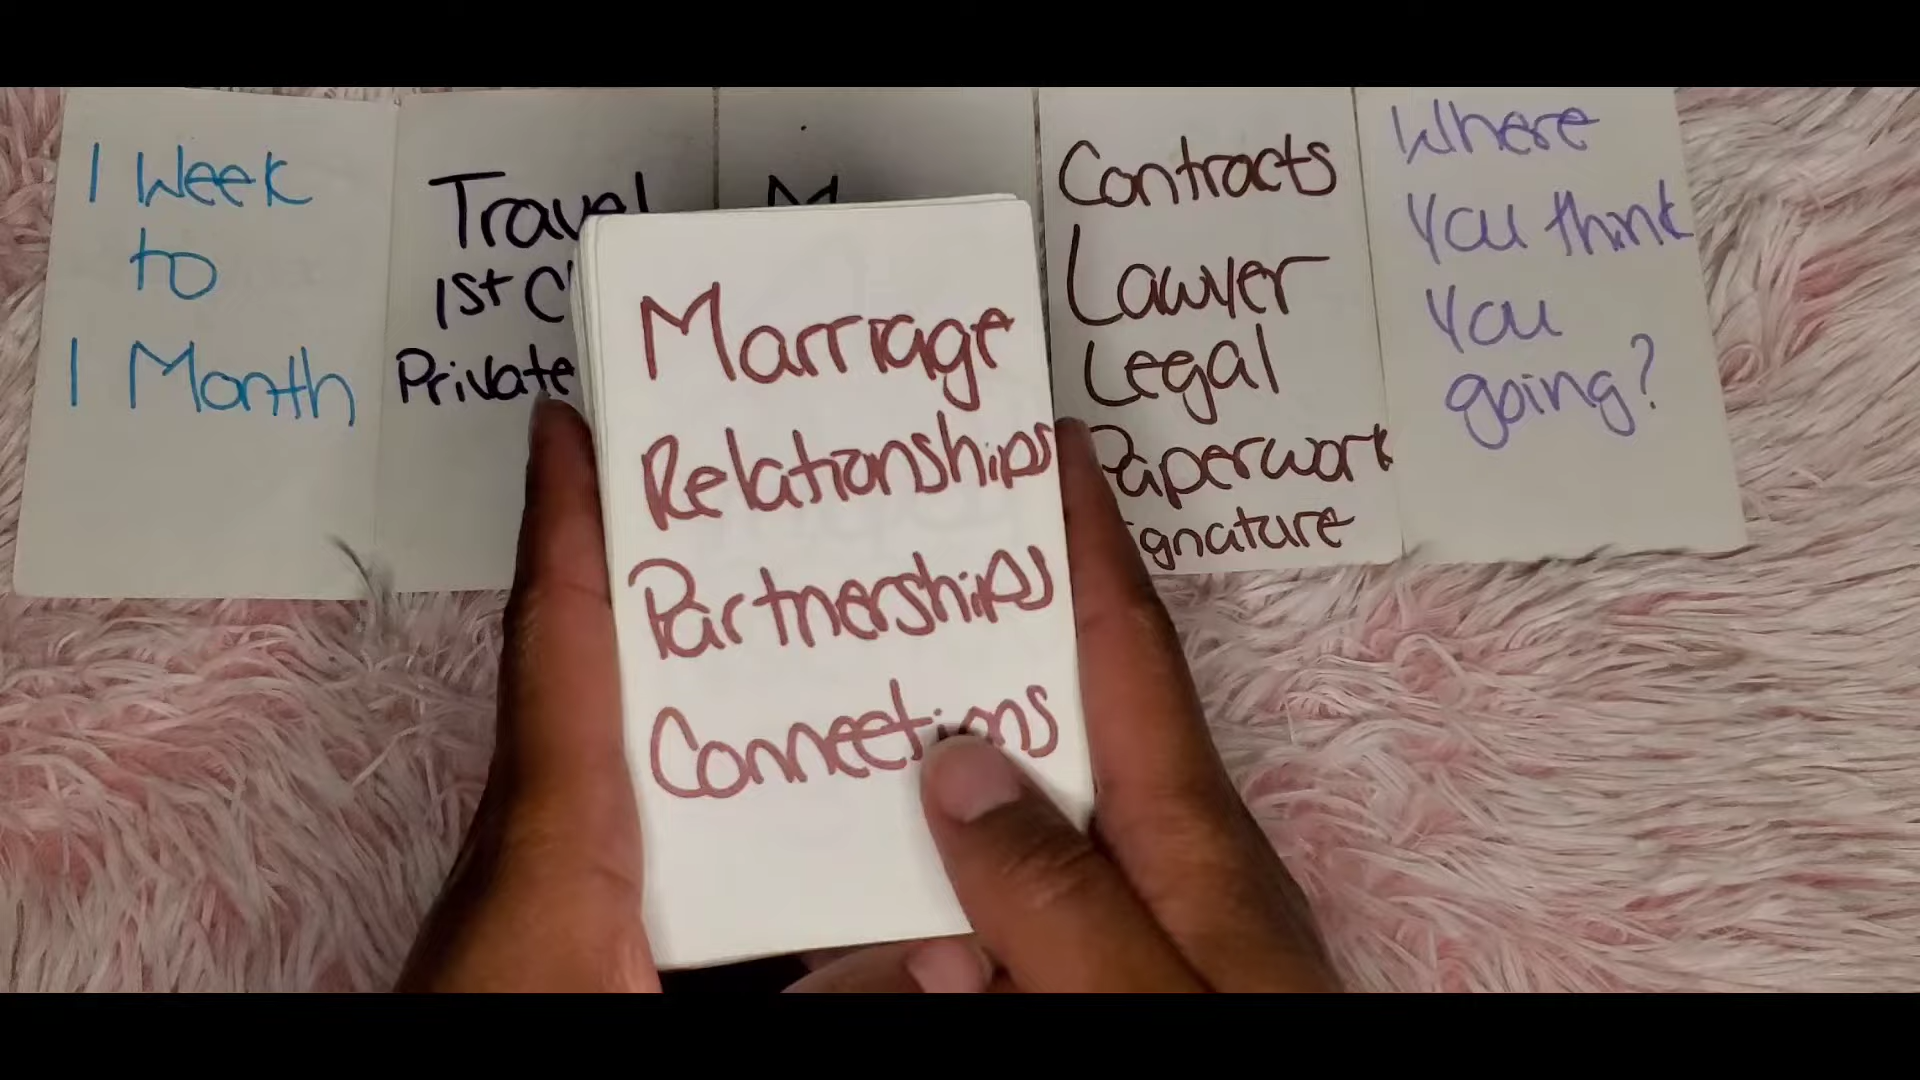 1 Week
to
1 Month
Travel
1st
Private
Contracts
Lawyer
Legal
Paperwork
ignature
Where
You think
You
going?
Marriage
Relationships
Partnerships
Connections